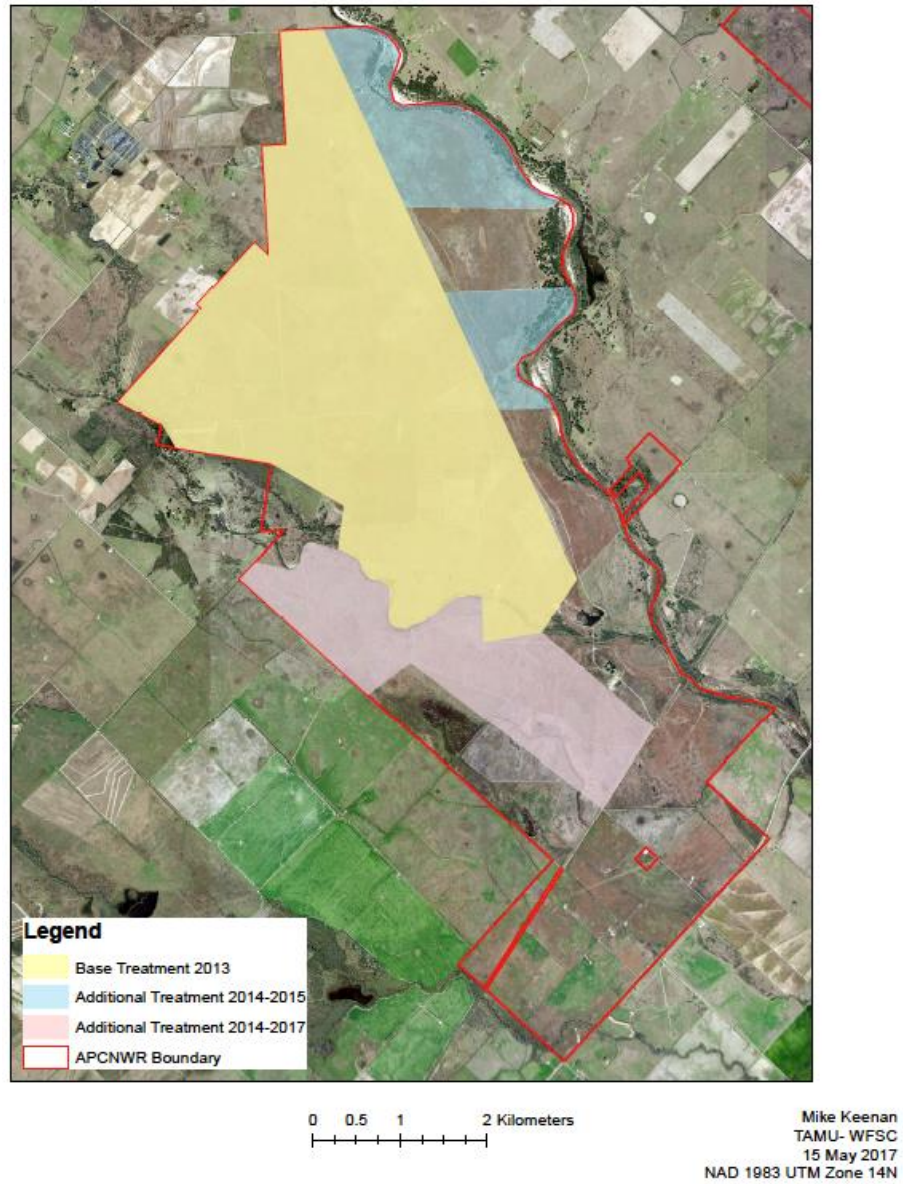 Legend
Base Treatment 2013
Additional Treatment 2014-2015
Additional Treatment 2014-2017
APCNWR Boundary
0 0.5 1 2 Kilometers
Mike Keenan
TAMU- WFSC
15 May 2017
NAD 1983 UTM Zone 14N